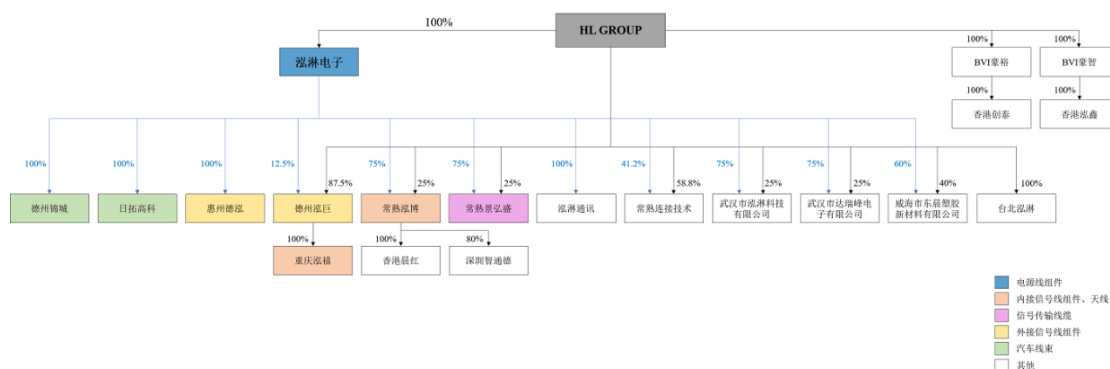 100%
HL GROUP
泓淋电子
100%
100%
BVI豪裕
BVI豪智
100%
100%
香港创泰
香港泓鑫
100%
100%
100%
12.5%
75%
75%
100%
41.2%
75%
75%
60%
87.5%
25%
25%
58.8%
25%
25%
40%
100%
德州锦城
日拓高科
惠州德泓
德州泓巨
常熟泓博
常熟景弘盛
泓淋通讯
常熟连接技术
武汉市泓淋科技
有限公司
武汉市达瑞峰电
子有限公司
威海市东晨塑胶
新材料有限公司
台北泓淋
100%
100%
80%
重庆泓禧
香港晨红
深圳智通德
电源线组件
内接信号线组件、天线
信号传输线缆
外接信号线组件
汽车线束
其他